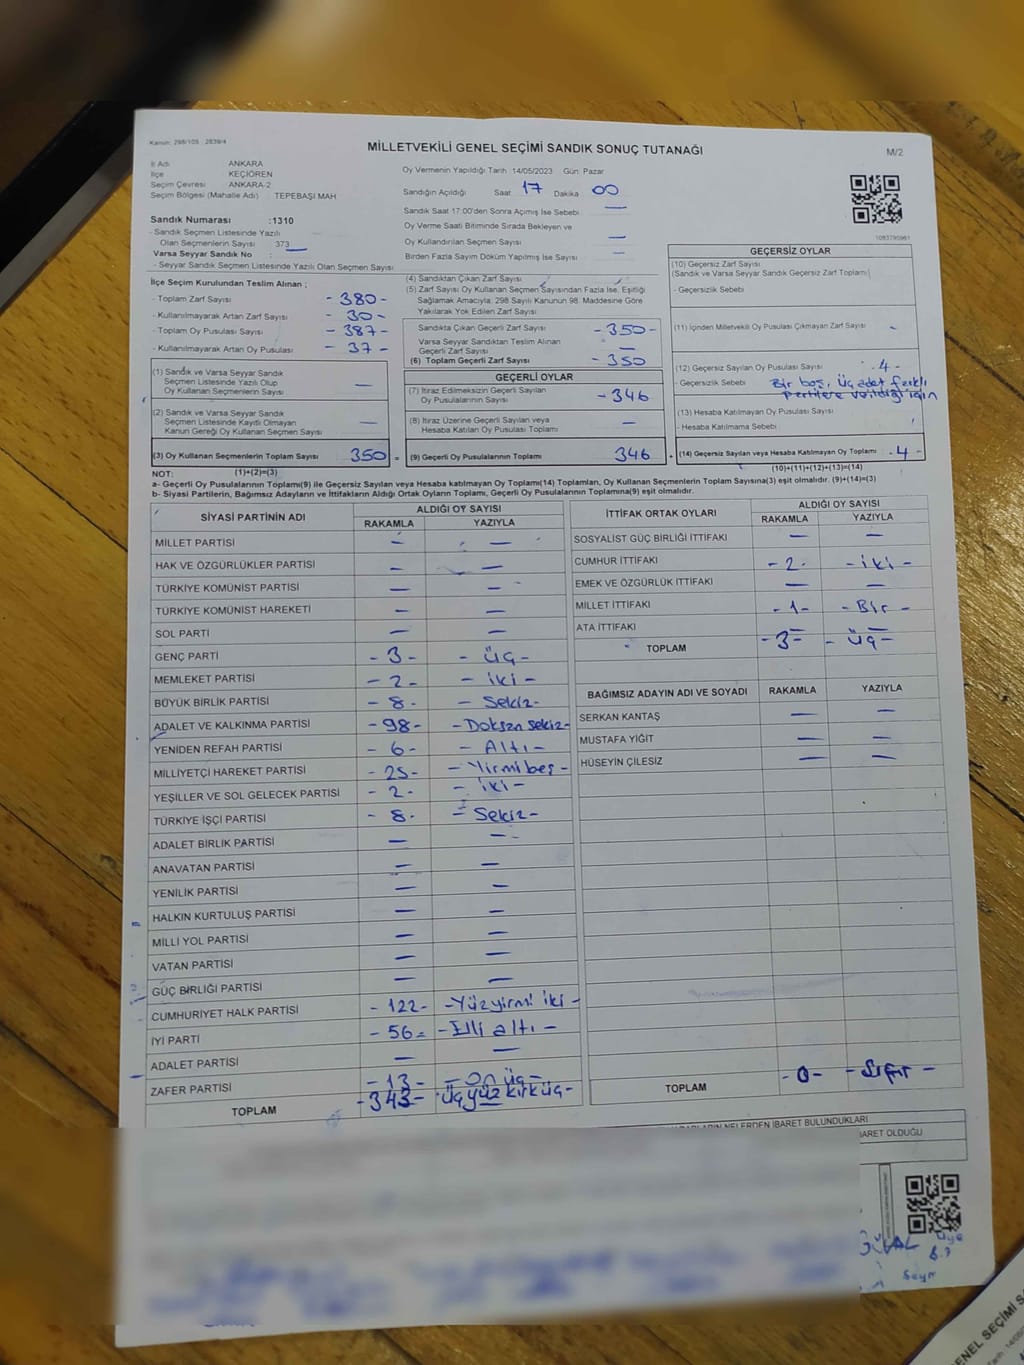 Kanun: 298/105 - 2839/4
MİLLETVEKİLİ GENEL SEÇİMİ SANDIK SONUÇ TUTANAĞI
M/2
İl Adı ANKARA
İlçe KEÇİÖREN
Seçim Çevresi ANKARA-2
Seçim Bölgesi (Mahalle Adı) TEPEBAŞI MAH
Sandık Numarası :1310
- Sandık Seçmen Listesinde Yazılı
Olan Seçmenlerin Sayısı 373
Varsa Seyyar Sandık No :
- Seyyar Sandık Seçmen Listesinde Yazılı Olan Seçmen Sayısı
Oy Vermenin Yapıldığı Tarih 14/05/2023 Gün: Pazar
Sandığın Açıldığı Saat 17 Dakika 00
Sandık Saat 17:00'den Sonra Açımış İse Sebebi —
Oy Verme Saati Bitiminde Sırada Bekleyen ve
Oy Kullandırılan Seçmen Sayısı —
Birden Fazla Sayım Döküm Yapılmış İse Sayısı —
1093795961
İlçe Seçim Kurulundan Teslim Alınan ;
- Toplam Zarf Sayısı - 380 -
- Kullanılmayarak Artan Zarf Sayısı - 30 -
- Toplam Oy Pusulası Sayısı - 387 -
- Kullanılmayarak Artan Oy Pusulası - 37 -
(1) Sandık ve Varsa Seyyar Sandık
Seçmen Listesinde Yazılı Olup
Oy Kullanan Seçmenlerin Sayısı —
(2) Sandık ve Varsa Seyyar Sandık
Seçmen Listesinde Kayıtlı Olmayan
Kanun Gereği Oy Kullanan Seçmen Sayısı —
(3) Oy Kullanan Seçmenlerin Toplam Sayısı 350
(4) Sandıktan Çıkan Zarf Sayısı
(5) Zarf Sayısı Oy Kullanan Seçmen Sayısından Fazla İse, Eşitliği
Sağlamak Amacıyla, 298 Sayılı Kanunun 98. Maddesine Göre
Yakılarak Yok Edilen Zarf Sayısı
Sandıkta Çıkan Geçerli Zarf Sayısı - 350 -
Varsa Seyyar Sandıktan Teslim Alınan
Geçerli Zarf Sayısı —
(6) Toplam Geçerli Zarf Sayısı - 350
GEÇERLİ OYLAR
(7) İtiraz Edilmeksizin Geçerli Sayılan
Oy Pusulalarının Sayısı - 346
(8) İtiraz Üzerine Geçerli Sayılan veya
Hesaba Katılan Oy Pusulası Toplamı —
= (9) Geçerli Oy Pusulalarının Toplamı 346
GEÇERSİZ OYLAR
(10) Geçersiz Zarf Sayısı
(Sandık ve Varsa Seyyar Sandık Geçersiz Zarf Toplamı)
- Geçersizlik Sebebi
(11) İçinden Milletvekili Oy Pusulası Çıkmayan Zarf Sayısı -
(12) Geçersiz Sayılan Oy Pusulası Sayısı - 4 -
- Geçersizlik Sebebi Bir boş, üç adet farklı
partilere verildiği için
(13) Hesaba Katılmayan Oy Pusulası Sayısı
- Hesaba Katılmama Sebebi
+ (14) Geçersiz Sayılan veya Hesaba Katılmayan Oy Toplamı - 4 -
NOT: (1)+(2)=(3)
(10)+(11)+(12)+(13)=(14)
a- Geçerli Oy Pusulalarının Toplamı(9) ile Geçersiz Sayılan veya Hesaba katılmayan Oy Toplamı(14) Toplamları, Oy Kullanan Seçmenlerin Toplam Sayısına(3) eşit olmalıdır. (9)+(14)=(3)
b- Siyasi Partilerin, Bağımsız Adayların ve İttifakların Aldığı Ortak Oyların Toplamı, Geçerli Oy Pusulalarının Toplamına(9) eşit olmalıdır.
SİYASİ PARTİNİN ADI ALDIĞI OY SAYISI
RAKAMLA YAZIYLA
MİLLET PARTİSİ — —
HAK VE ÖZGÜRLÜKLER PARTİSİ — —
TÜRKİYE KOMÜNİST PARTİSİ — —
TÜRKİYE KOMÜNİST HAREKETİ — —
SOL PARTİ — —
GENÇ PARTİ - 3 - - Üç -
MEMLEKET PARTİSİ - 2 - - iki -
BÜYÜK BİRLİK PARTİSİ - 8 - - Sekiz -
ADALET VE KALKINMA PARTİSİ - 98 - - Doksan sekiz -
YENİDEN REFAH PARTİSİ - 6 - - Altı -
MİLLİYETÇİ HAREKET PARTİSİ - 25 - - Yirmi beş -
YEŞİLLER VE SOL GELECEK PARTİSİ - 2 - - iki -
TÜRKİYE İŞÇİ PARTİSİ - 8 - - Sekiz -
ADALET BİRLİK PARTİSİ — —
ANAVATAN PARTİSİ — —
YENİLİK PARTİSİ — —
HALKIN KURTULUŞ PARTİSİ — —
MİLLİ YOL PARTİSİ — —
VATAN PARTİSİ — —
GÜÇ BİRLİĞİ PARTİSİ — —
CUMHURİYET HALK PARTİSİ - 122 - - Yüzyirmi iki -
İYİ PARTİ - 56 - - Elli altı -
ADALET PARTİSİ — —
ZAFER PARTİSİ - 13 - - On üç -
TOPLAM - 343 - - Üçyüz kırküç -
İTTİFAK ORTAK OYLARI ALDIĞI OY SAYISI
RAKAMLA YAZIYLA
SOSYALİST GÜÇ BİRLİĞİ İTTİFAKI — —
CUMHUR İTTİFAKI - 2 - - iki -
EMEK VE ÖZGÜRLÜK İTTİFAKI — —
MİLLET İTTİFAKI - 1 - - Bir -
ATA İTTİFAKI — —
TOPLAM - 3 - - Üç -
BAĞIMSIZ ADAYIN ADI VE SOYADI RAKAMLA YAZIYLA
SERKAN KANTAŞ — —
MUSTAFA YİĞİT — —
HÜSEYİN ÇİLESİZ — —
TOPLAM - 0 - - Sıfır -
NELERDEN İBARET BULUNDUKLARI
İBARET OLDUĞU
Üye
GENEL SEÇİMİ